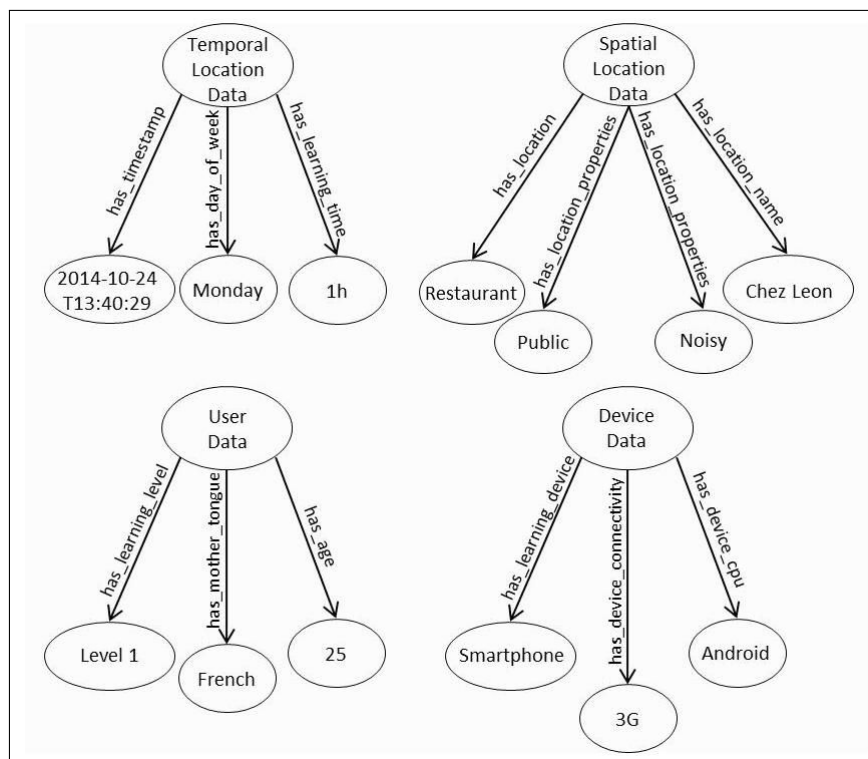 Temporal
Location
Data
has_timestamp
has_day_of_week
has_learning_time
2014-10-24
T13:40:29
Monday
1h
Spatial
Location
Data
has_location
has_location_properties
has_location_properties
has_location_name
Restaurant
Public
Noisy
Chez Leon
User
Data
has_learning_level
has_mother_tongue
has_age
Level 1
French
25
Device
Data
has_learning_device
has_device_connectivity
has_device_cpu
Smartphone
3G
Android